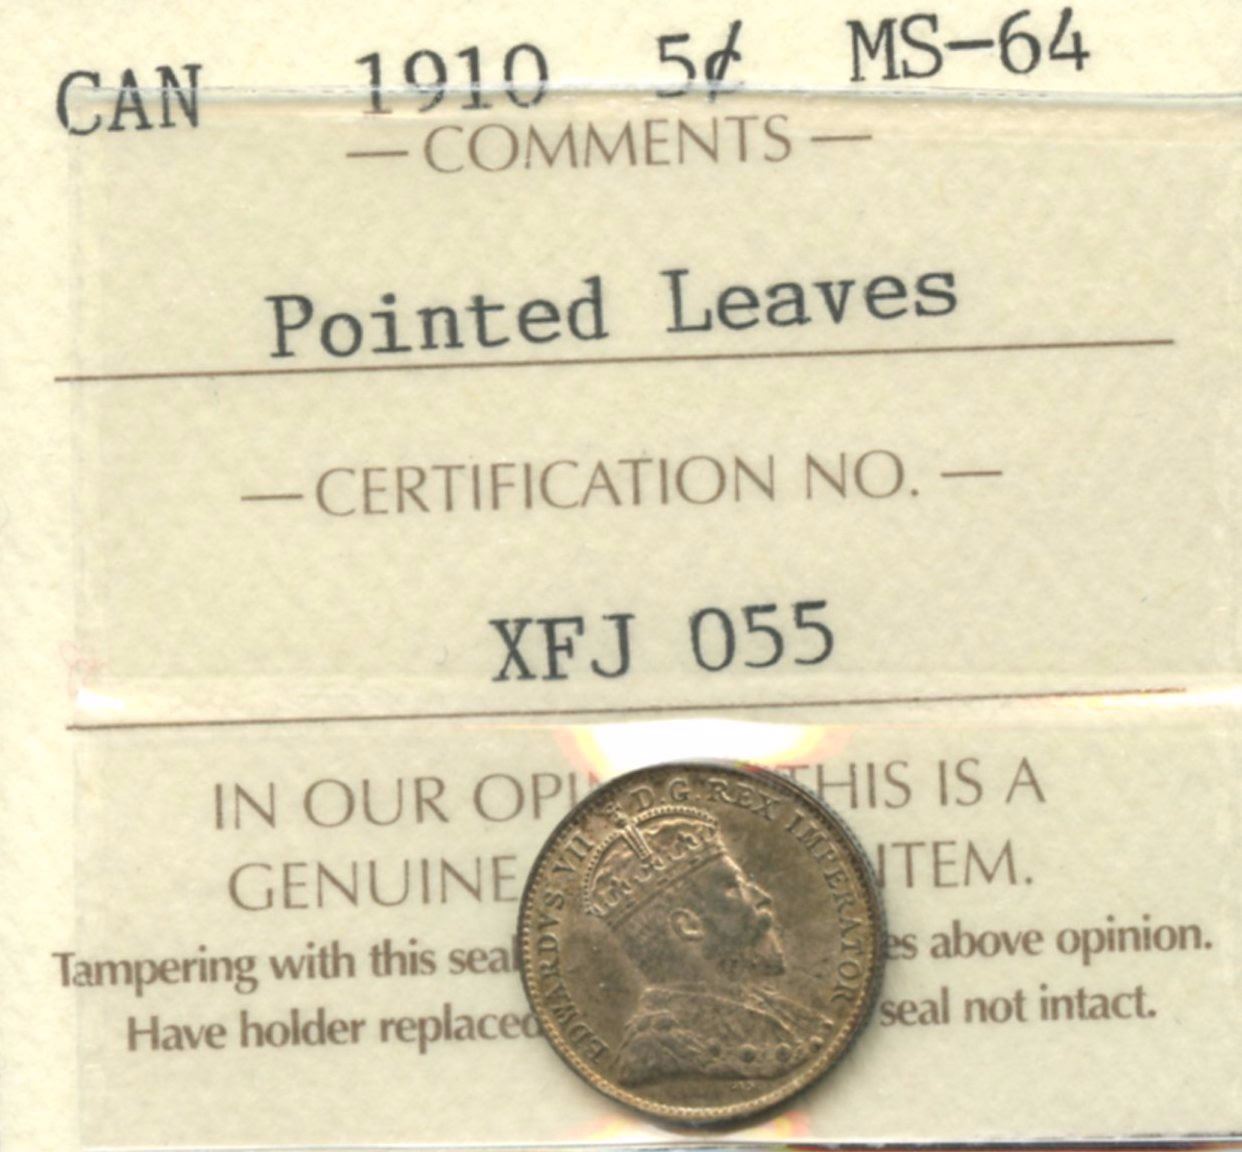 CAN 1910 5¢ MS-64
— COMMENTS —
Pointed Leaves
— CERTIFICATION NO. —
XFJ 055
IN OUR OPI THIS IS A
GENUINE ITEM.
Tampering with this seal es above opinion.
Have holder replaced seal not intact.
EDWARDVS VII D.G. REX IMPERATOR